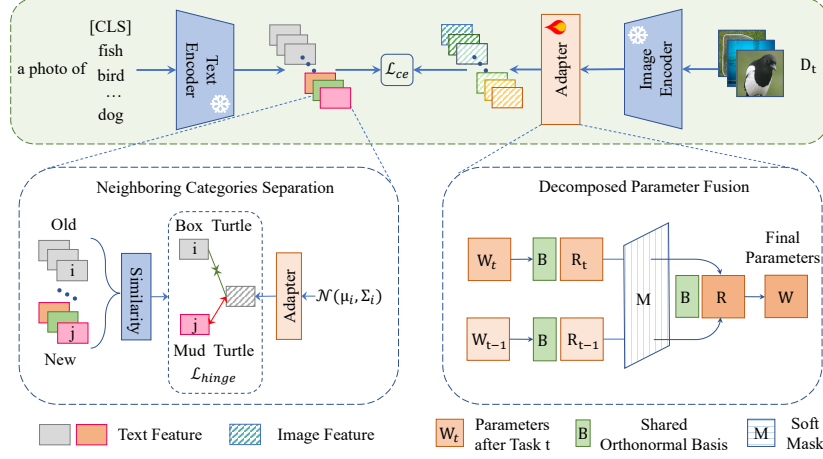 [CLS]
a photo of
fish
bird
...
dog
Text
Encoder
ℒce
Adapter
Image
Encoder
Dt
Neighboring Categories Separation
Old
i
j
New
Similarity
Box Turtle
i
j
Mud Turtle
ℒhinge
Adapter
𝒩(μi, Σi)
Decomposed Parameter Fusion
Wt
B
Rt
Wt−1
B
Rt−1
M
B
R
Final
Parameters
W
Text Feature
Image Feature
Wt
Parameters
after Task t
B
Shared
Orthonormal Basis
M
Soft
Mask